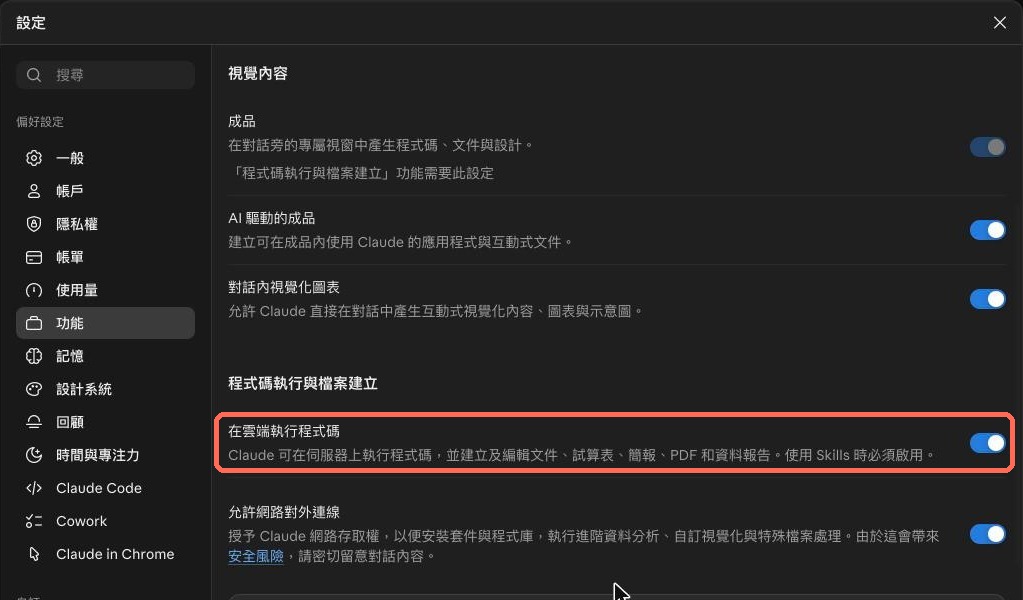 設定
搜尋
偏好設定
一般
帳戶
隱私權
帳單
使用量
功能
記憶
設計系統
回顧
時間與專注力
Claude Code
Cowork
Claude in Chrome
視覺內容
成品
在對話旁的專屬視窗中產生程式碼、文件與設計。
「程式碼執行與檔案建立」功能需要此設定
AI 驅動的成品
建立可在成品內使用 Claude 的應用程式與互動式文件。
對話內視覺化圖表
允許 Claude 直接在對話中產生互動式視覺化內容、圖表與示意圖。
程式碼執行與檔案建立
在雲端執行程式碼
Claude 可在伺服器上執行程式碼，並建立及編輯文件、試算表、簡報、PDF 和資料報告。使用 Skills 時必須啟用。
允許網路對外連線
授予 Claude 網路存取權，以便安裝套件與程式庫，執行進階資料分析、自訂視覺化與特殊檔案處理。由於這會帶來
安全風險，請密切留意對話內容。